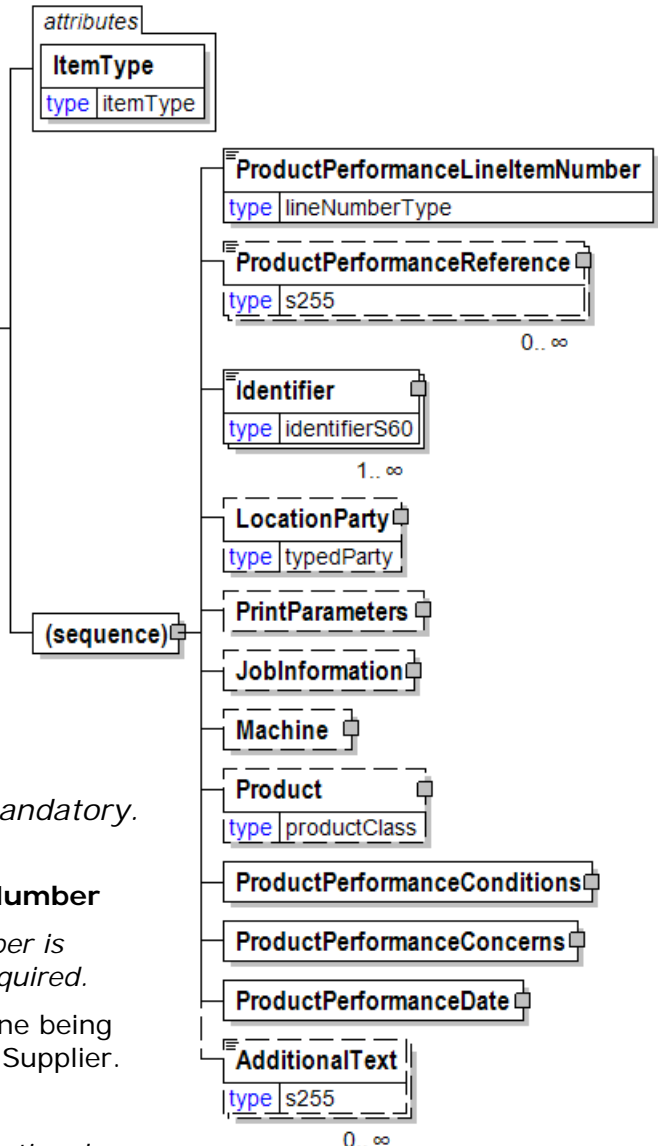 attributes
ItemType
type itemType
ProductPerformanceLineItemNumber
type lineNumberType
ProductPerformanceReference
type s255
0.. ∞
Identifier
type identifierS60
1.. ∞
LocationParty
type typedParty
PrintParameters
(sequence)
JobInformation
Machine
Product
type productClass
ProductPerformanceConditions
ProductPerformanceConcerns
ProductPerformanceDate
AdditionalText
type s255
0.. ∞
andatory.
umber
er is
quired.
ne being
Supplier.